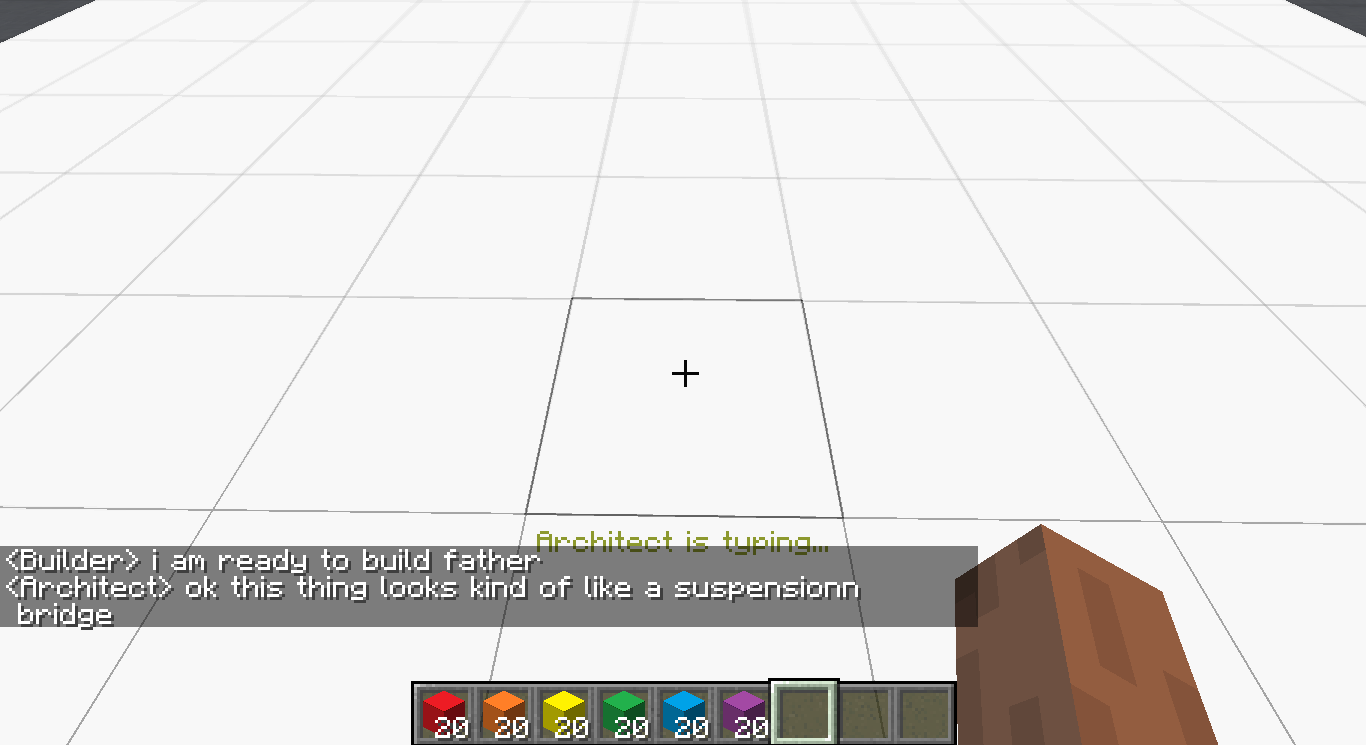 Architect is typing...
<Builder> i am ready to build father
<Architect> ok this thing looks kind of like a suspensionn
bridge
20 20 20 20 20 20